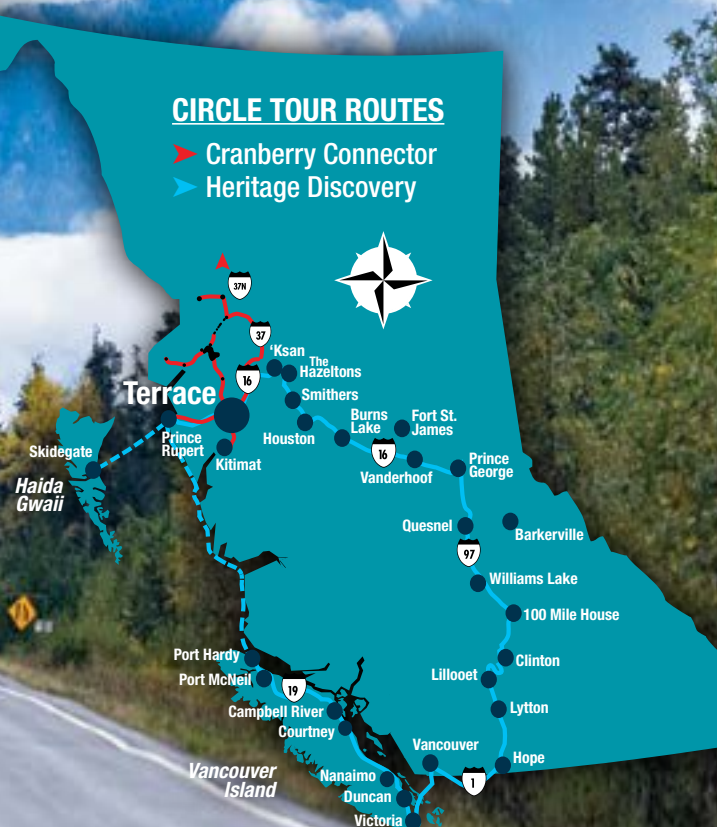 CIRCLE TOUR ROUTES
Cranberry Connector
Heritage Discovery
37N
37
'Ksan
The
Hazeltons
16
Smithers
Terrace
Burns
Lake
Fort St.
James
Houston
Prince
Rupert
Kitimat
16
Vanderhoof
Prince
George
Skidegate
Haida
Gwaii
Quesnel
Barkerville
97
Williams Lake
100 Mile House
Port Hardy
Port McNeil
19
Clinton
Lillooet
Campbell River
Courtney
Lytton
Vancouver
Hope
Vancouver
Island
Nanaimo
1
Duncan
Victoria